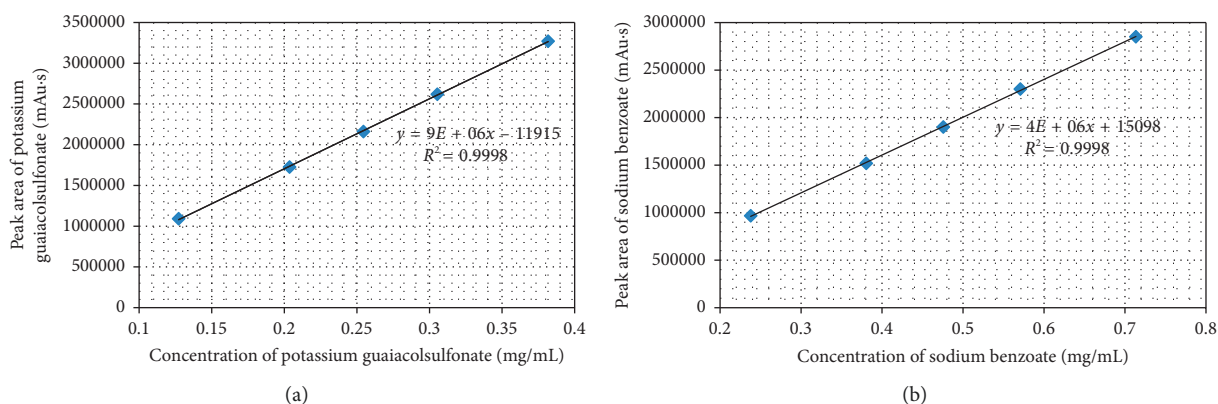 Peak area of potassium
guaiacolsulfonate (mAu·s)
3500000
3000000
2500000
2000000
1500000
1000000
500000
0
y = 9E + 06x – 11915
R² = 0.9998
0.1 0.15 0.2 0.25 0.3 0.35 0.4
Concentration of potassium guaiacolsulfonate (mg/mL)
(a)
Peak area of sodium benzoate (mAu·s)
3000000
2500000
2000000
1500000
1000000
500000
0
y = 4E + 06x + 15098
R² = 0.9998
0.2 0.3 0.4 0.5 0.6 0.7 0.8
Concentration of sodium benzoate (mg/mL)
(b)